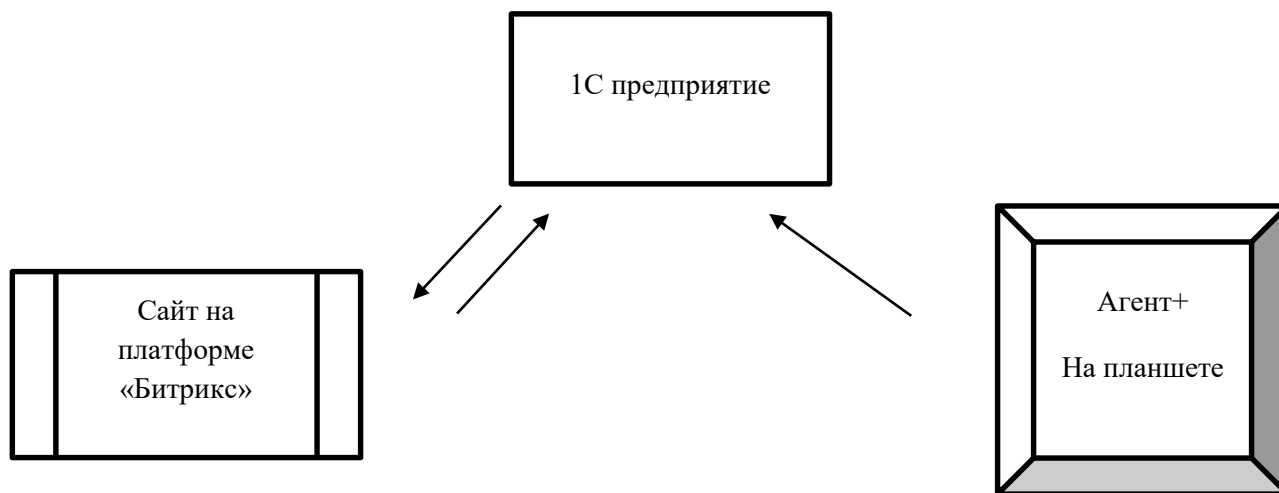 1С предприятие
Сайт на
платформе
«Битрикс»
Агент+
На планшете